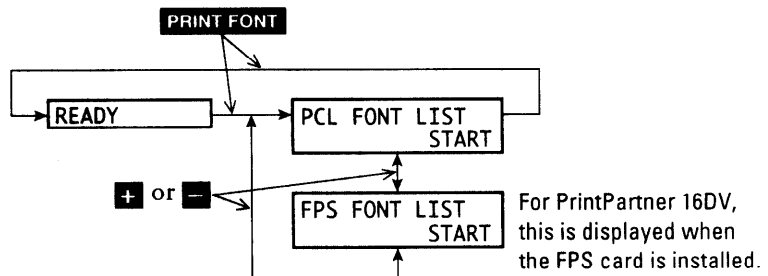 PRINT FONT
READY
PCL FONT LIST
START
+ or −
FPS FONT LIST
START
For PrintPartner 16DV,
this is displayed when
the FPS card is installed.